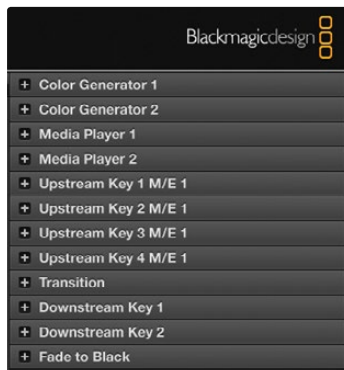 Blackmagicdesign
Color Generator 1
Color Generator 2
Media Player 1
Media Player 2
Upstream Key 1 M/E 1
Upstream Key 2 M/E 1
Upstream Key 3 M/E 1
Upstream Key 4 M/E 1
Transition
Downstream Key 1
Downstream Key 2
Fade to Black